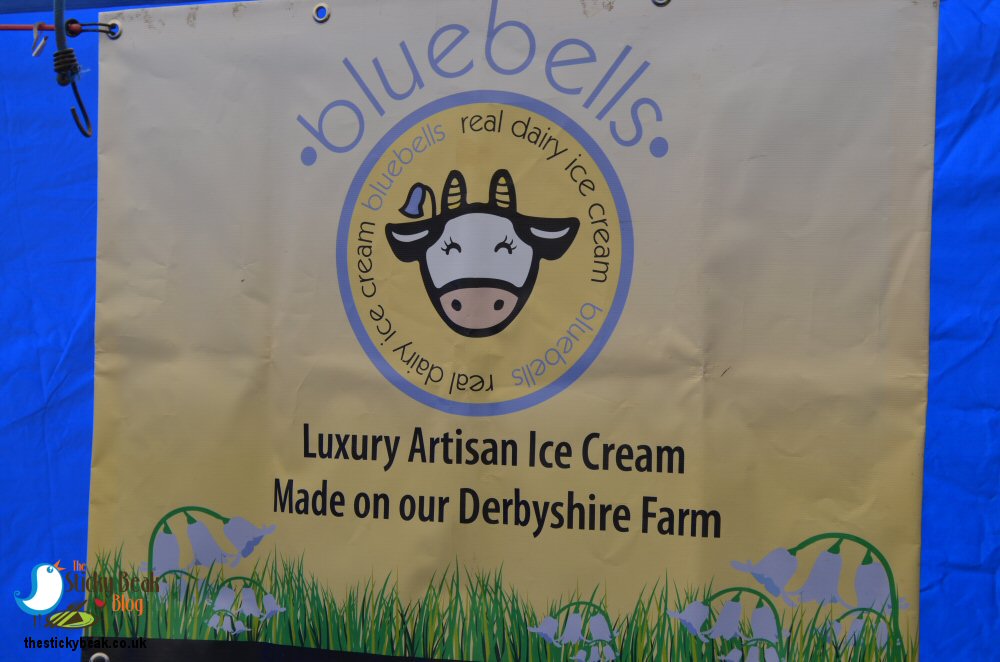 •bluebells•
bluebells real dairy ice cream
bluebells real dairy ice cream
Luxury Artisan Ice Cream
Made on our Derbyshire Farm
The
Sticky Beak
Blog
thestickybeak.co.uk